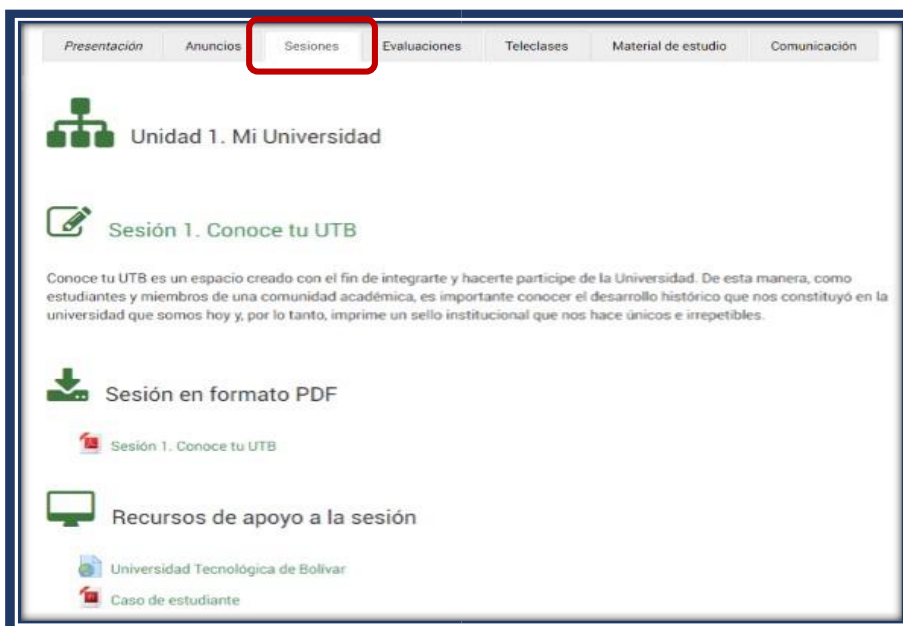 Presentación Anuncios Sesiones Evaluaciones Teleclases Material de estudio Comunicación
Unidad 1. Mi Universidad
Sesión 1. Conoce tu UTB
Conoce tu UTB es un espacio creado con el fin de integrarte y hacerte participe de la Universidad. De esta manera, como
estudiantes y miembros de una comunidad académica, es importante conocer el desarrollo histórico que nos constituyó en la
universidad que somos hoy y, por lo tanto, imprime un sello institucional que nos hace únicos e irrepetibles.
Sesión en formato PDF
Sesión 1. Conoce tu UTB
Recursos de apoyo a la sesión
Universidad Tecnológica de Bolívar
Caso de estudiante